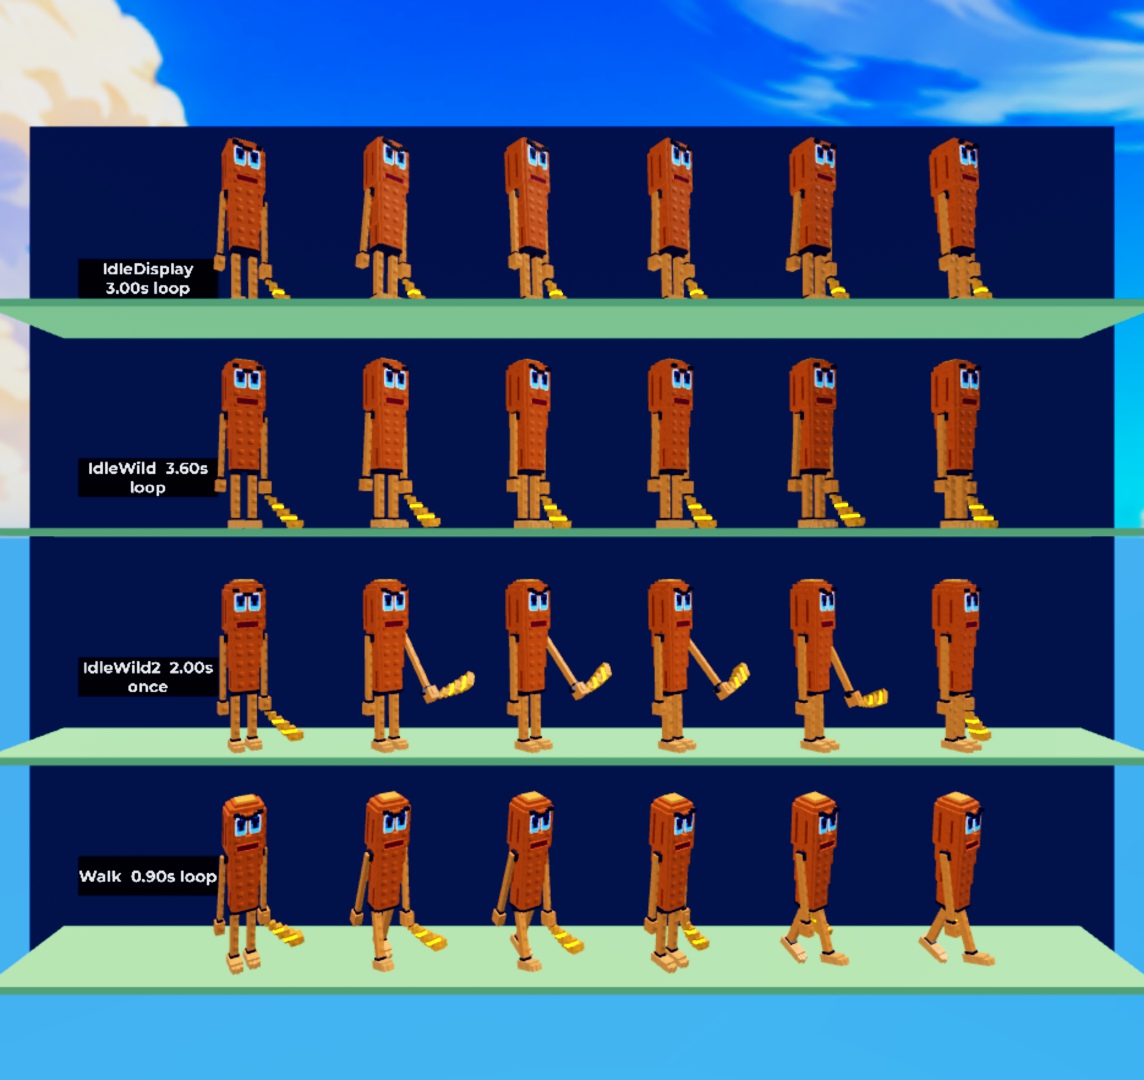 IdleDisplay
3.00s loop
IdleWild 3.60s
loop
IdleWild2 2.00s
once
Walk 0.90s loop